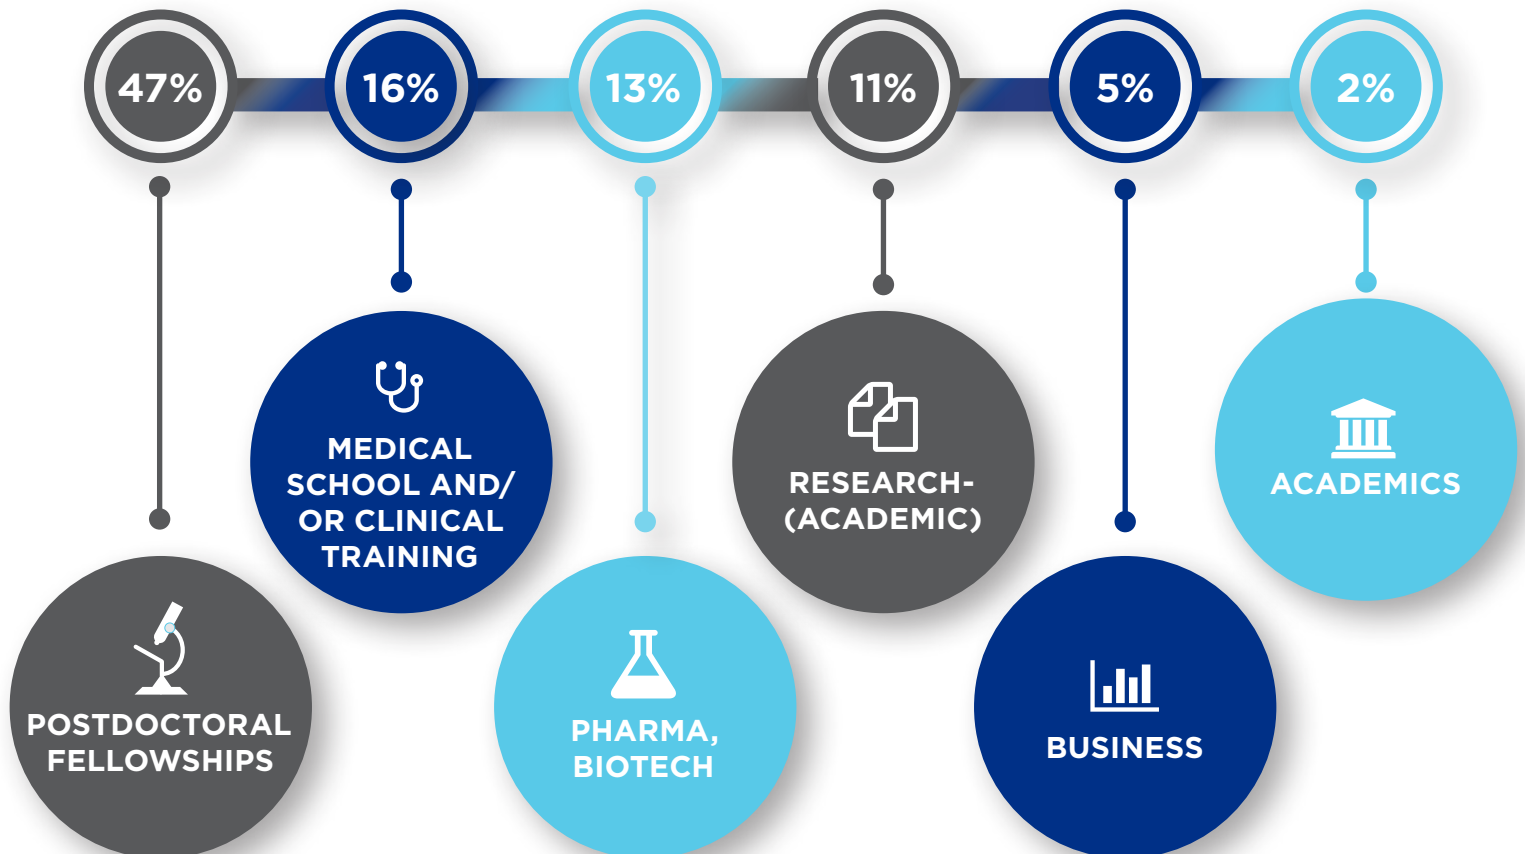 47%
16%
13%
11%
5%
2%
MEDICAL
SCHOOL AND/
OR CLINICAL
TRAINING
RESEARCH-
(ACADEMIC)
ACADEMICS
POSTDOCTORAL
FELLOWSHIPS
PHARMA,
BIOTECH
BUSINESS